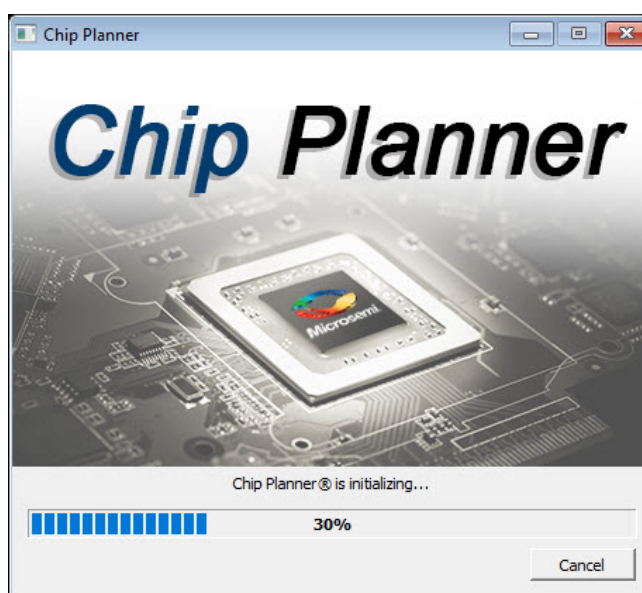 Chip Planner
Chip Planner
Microsemi
Chip Planner® is initializing...
30%
Cancel